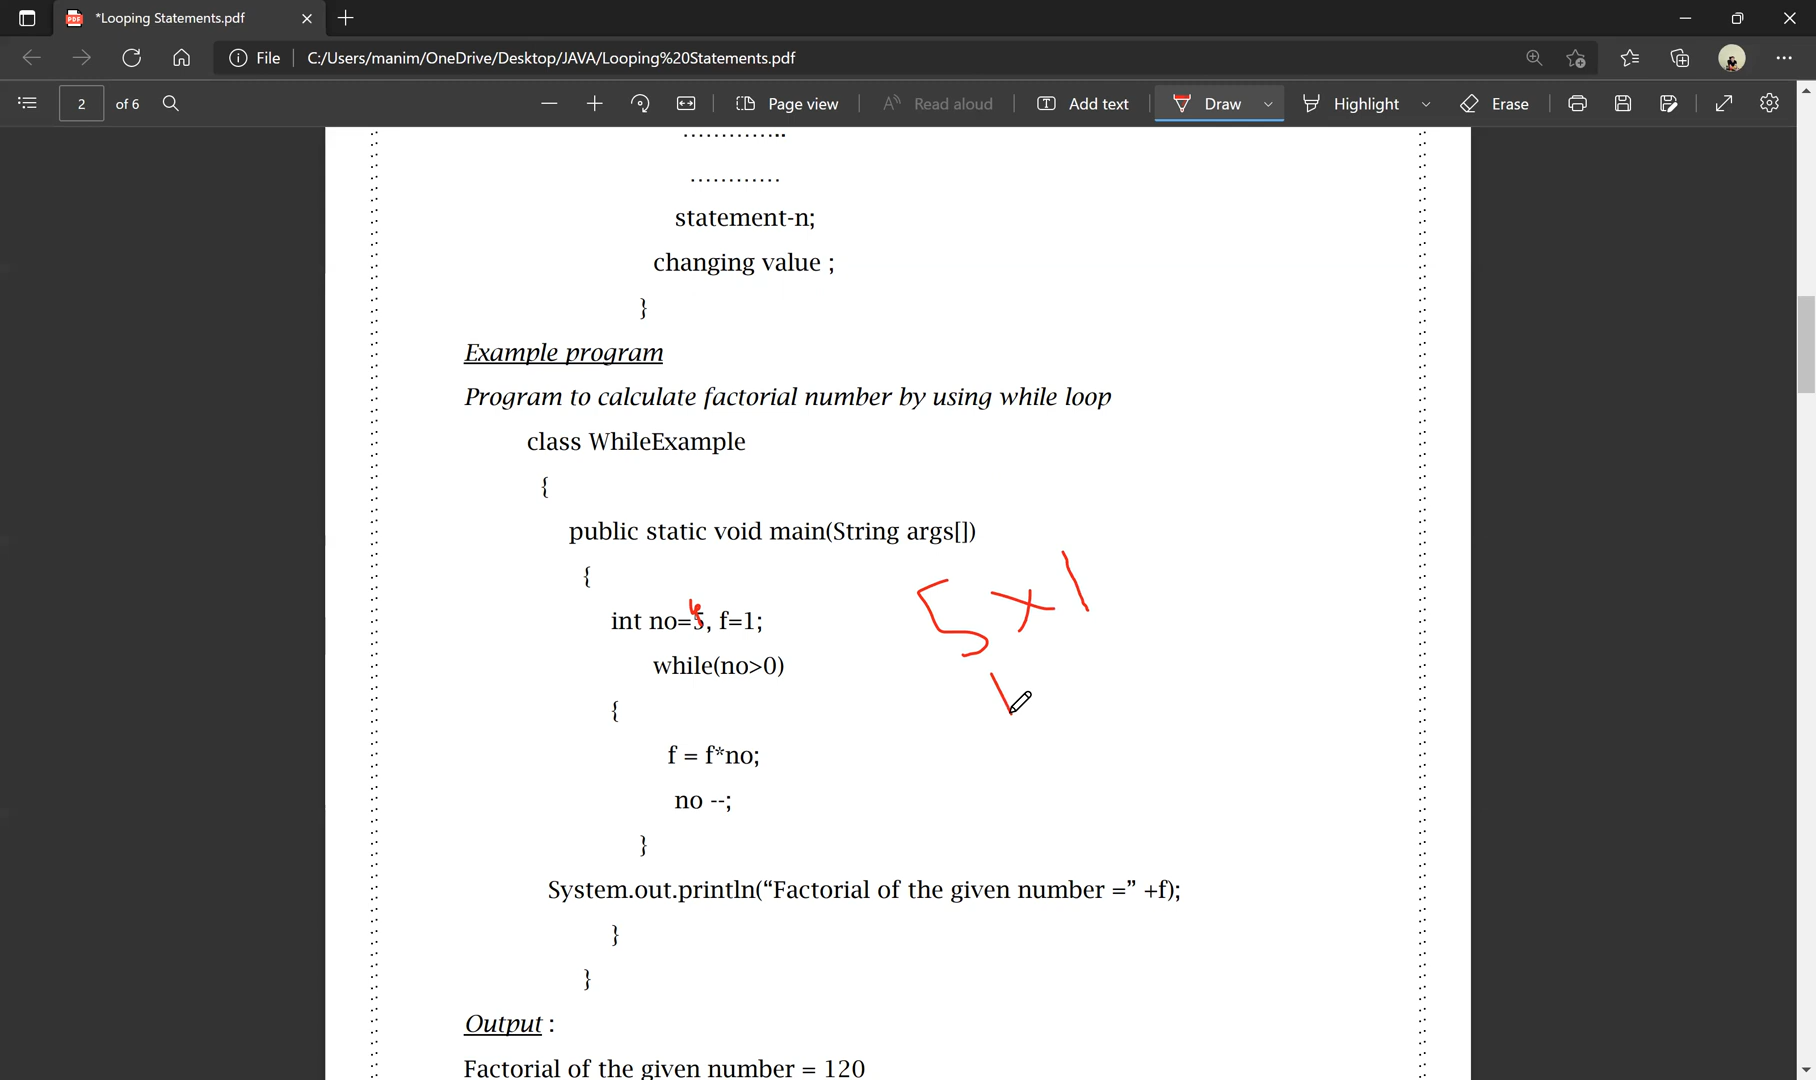 *Looping Statements.pdf
File C:/Users/manim/OneDrive/Desktop/JAVA/Looping%20Statements.pdf
2 of 6 Page view Read aloud Add text Draw Highlight Erase
…………..
…………
statement-n;
changing value ;
}
Example program
Program to calculate factorial number by using while loop
class WhileExample
{
public static void main(String args[])
{
5 x 1
int no=5, f=1;
while(no>0)
{
f = f*no;
no --;
}
System.out.println(“Factorial of the given number =” +f);
}
}
Output :
Factorial of the given number = 120